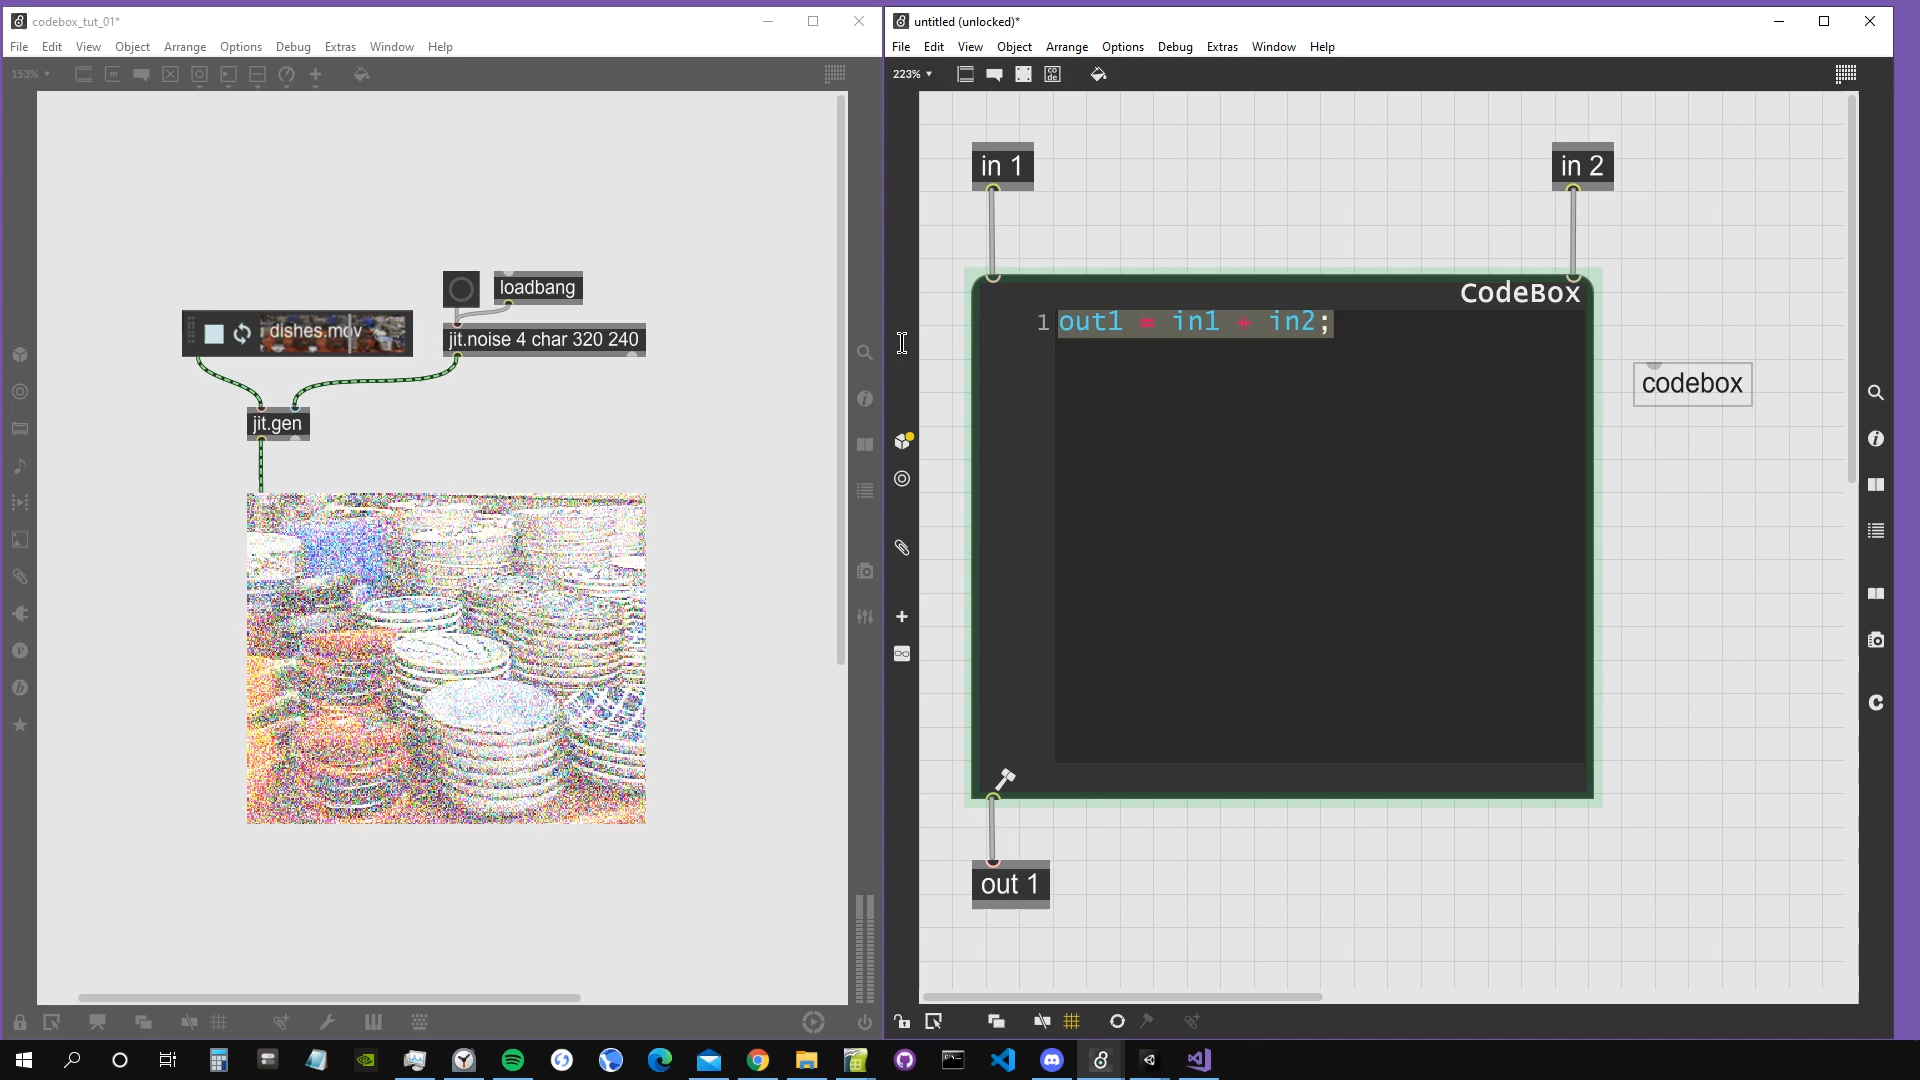 codebox_tut_01*
File Edit View Object Arrange Options Debug Extras Window Help
153%
loadbang
dishes.mov
jit.noise 4 char 320 240
jit.gen
untitled (unlocked)*
File Edit View Object Arrange Options Debug Extras Window Help
223%
code
in 1
in 2
CodeBox
1 out1 = in1 + in2;
codebox
out 1